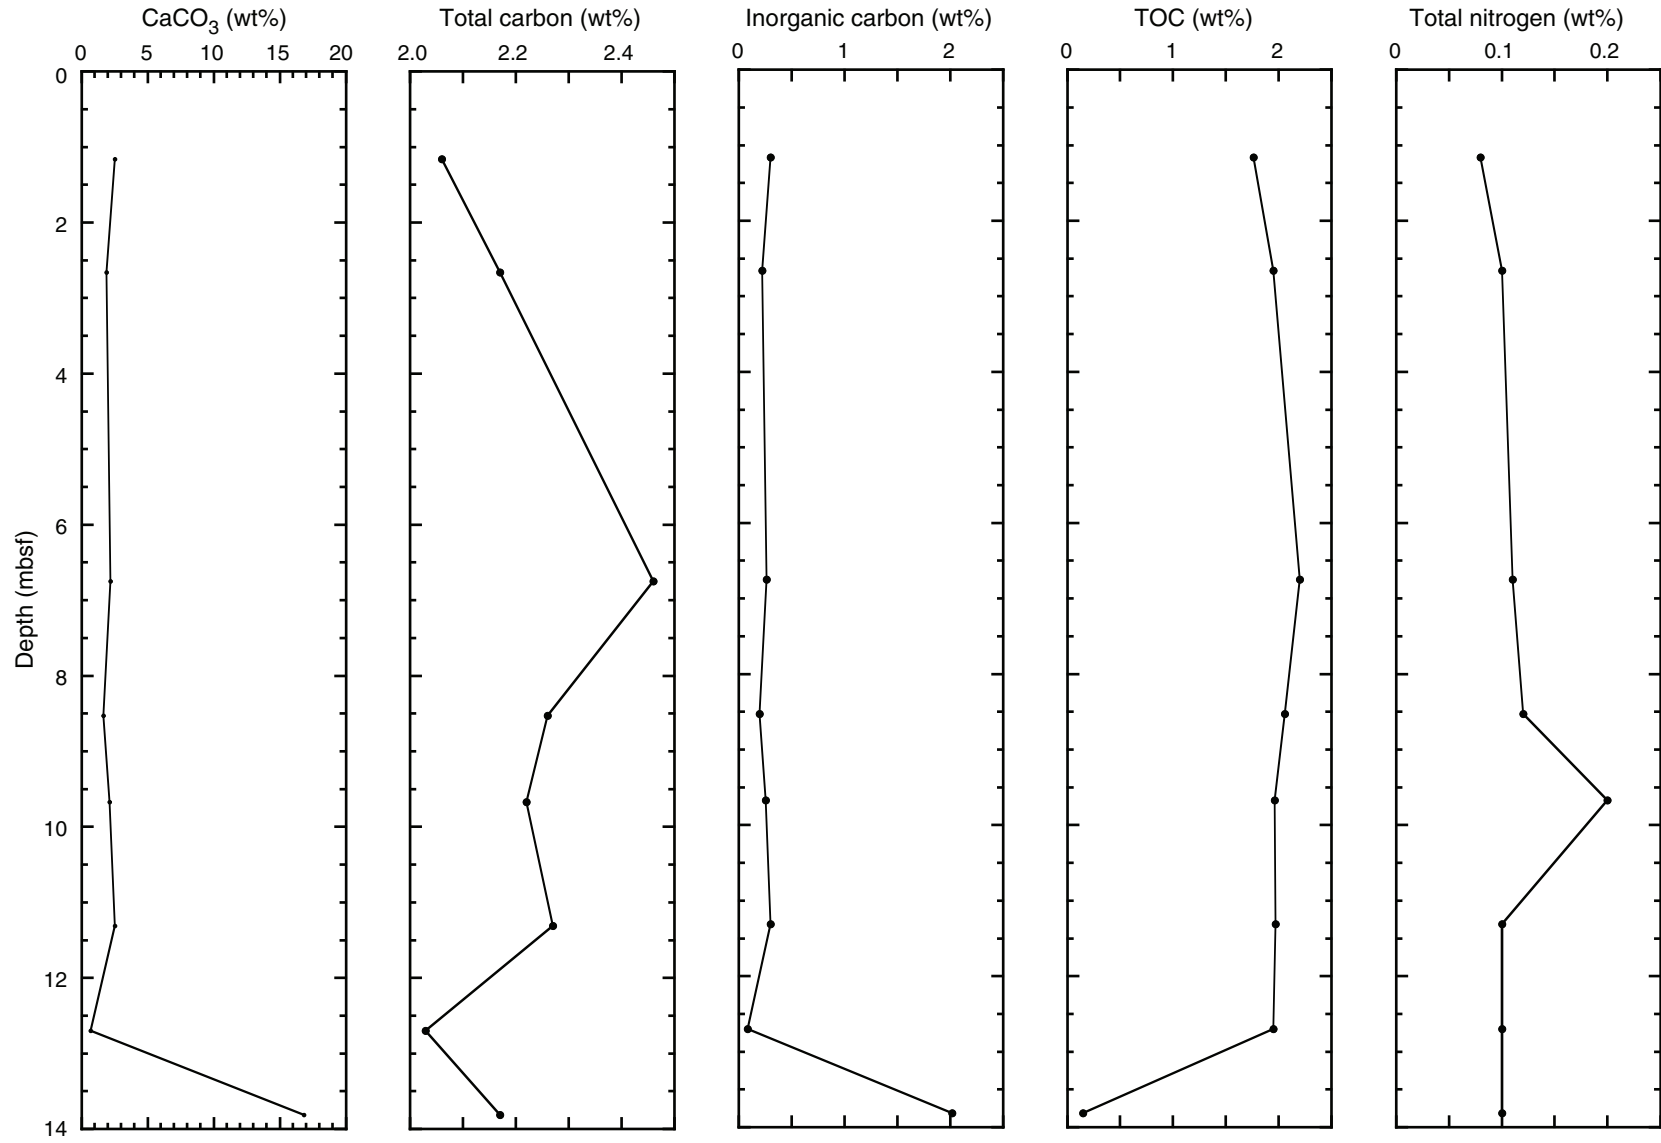 CaCO3 (wt%) Total carbon (wt%) Inorganic carbon (wt%) TOC (wt%) Total nitrogen (wt%)
0 5 10 15 20 2.0 2.2 2.4 0 1 2 0 1 2 0 0.1 0.2
0
2
4
6
Depth (mbsf)
8
10
12
14